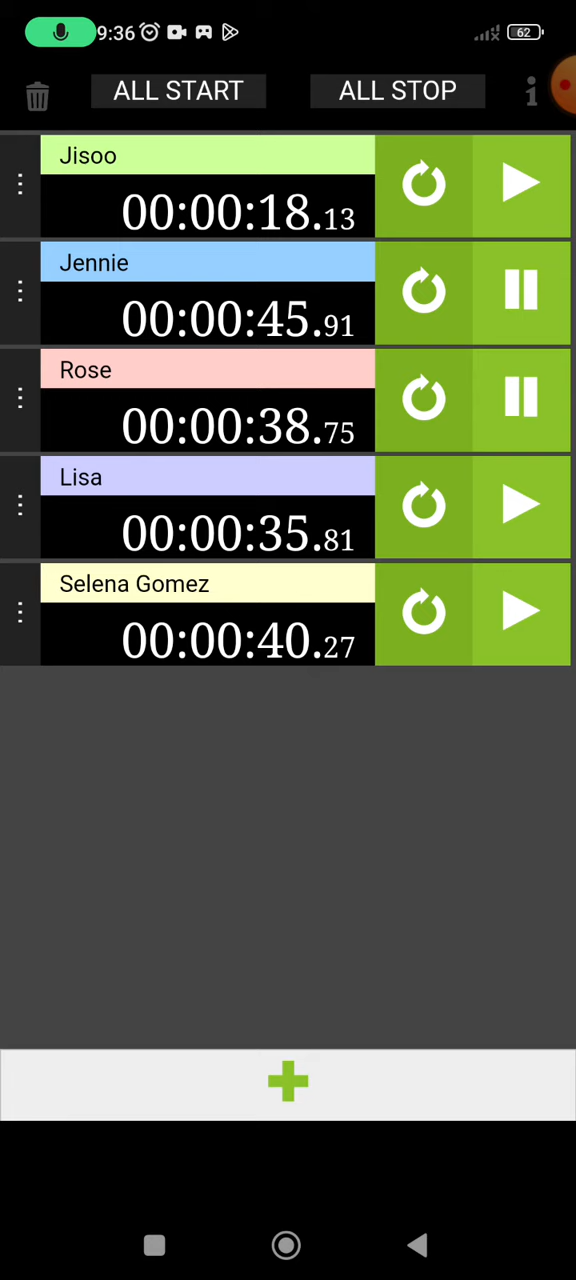 9:36
62
ALL START
ALL STOP
Jisoo
00:00:18.13
Jennie
00:00:45.91
Rose
00:00:38.75
Lisa
00:00:35.81
Selena Gomez
00:00:40.27